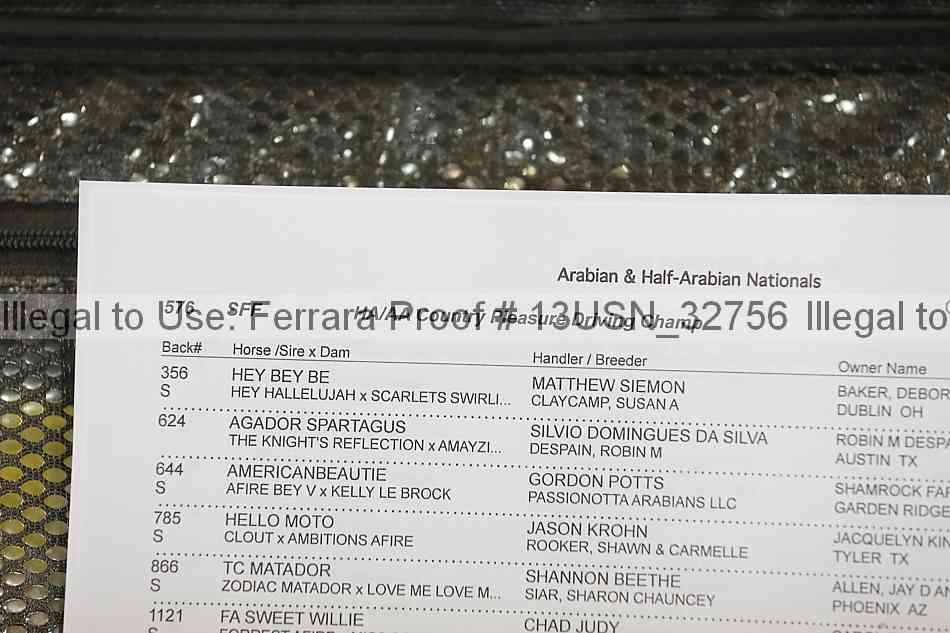 Arabian & Half-Arabian Nationals
Illegal to Use. Ferrara Proof # 13USN_32756 Illegal to
576 SFF HA/AA Country Pleasure Driving Champ
Back# Horse /Sire x Dam Handler / Breeder Owner Name
356 HEY BEY BE MATTHEW SIEMON BAKER, DEBOR
S HEY HALLELUJAH x SCARLETS SWIRLI... CLAYCAMP, SUSAN A DUBLIN OH
624 AGADOR SPARTAGUS SILVIO DOMINGUES DA SILVA ROBIN M DESPA
THE KNIGHT'S REFLECTION x AMAYZI... DESPAIN, ROBIN M AUSTIN TX
644 AMERICANBEAUTIE GORDON POTTS SHAMROCK FAR
S AFIRE BEY V x KELLY LE BROCK PASSIONOTTA ARABIANS LLC GARDEN RIDGE
785 HELLO MOTO JASON KROHN JACQUELYN KIN
S CLOUT x AMBITIONS AFIRE ROOKER, SHAWN & CARMELLE TYLER TX
866 TC MATADOR SHANNON BEETHE ALLEN, JAY D AN
S ZODIAC MATADOR x LOVE ME LOVE M... SIAR, SHARON CHAUNCEY PHOENIX AZ
1121 FA SWEET WILLIE CHAD JUDY